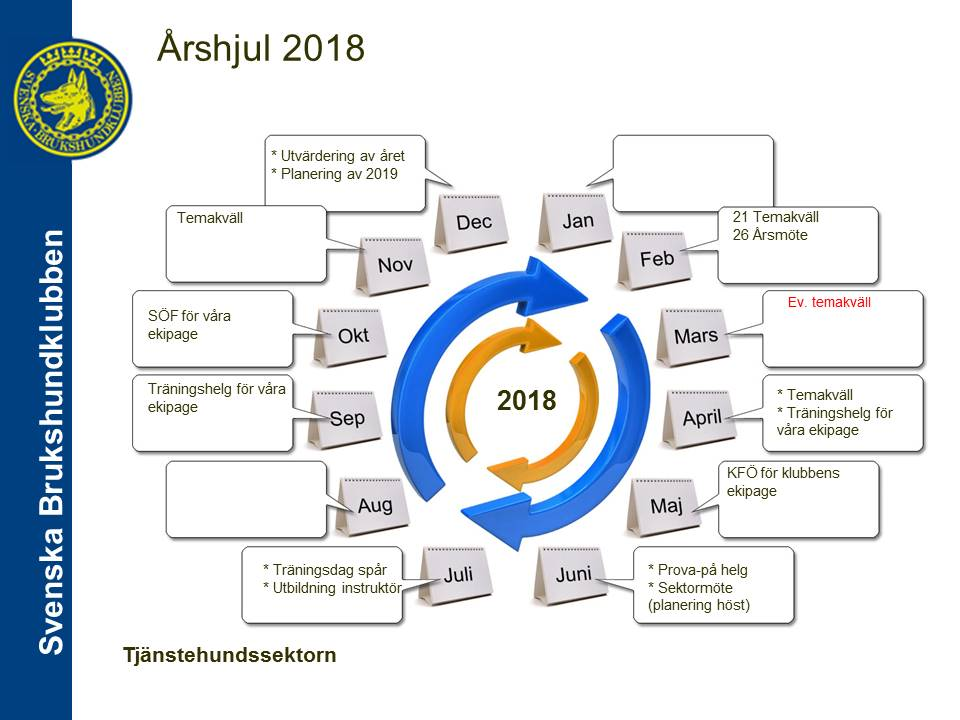 Årshjul 2018
SVENSKA BRUKSHUNDKLUBBEN
Svenska Brukshundklubben
Jan
Feb
21 Temakväll
26 Årsmöte
Mars
Ev. temakväll
April
* Temakväll
* Träningshelg för
våra ekipage
Maj
KFÖ för klubbens
ekipage
Juni
* Prova-på helg
* Sektormöte
(planering höst)
Juli
* Träningsdag spår
* Utbildning instruktör
Aug
Sep
Träningshelg för våra
ekipage
Okt
SÖF för våra
ekipage
Nov
Temakväll
Dec
* Utvärdering av året
* Planering av 2019
2018
Tjänstehundssektorn